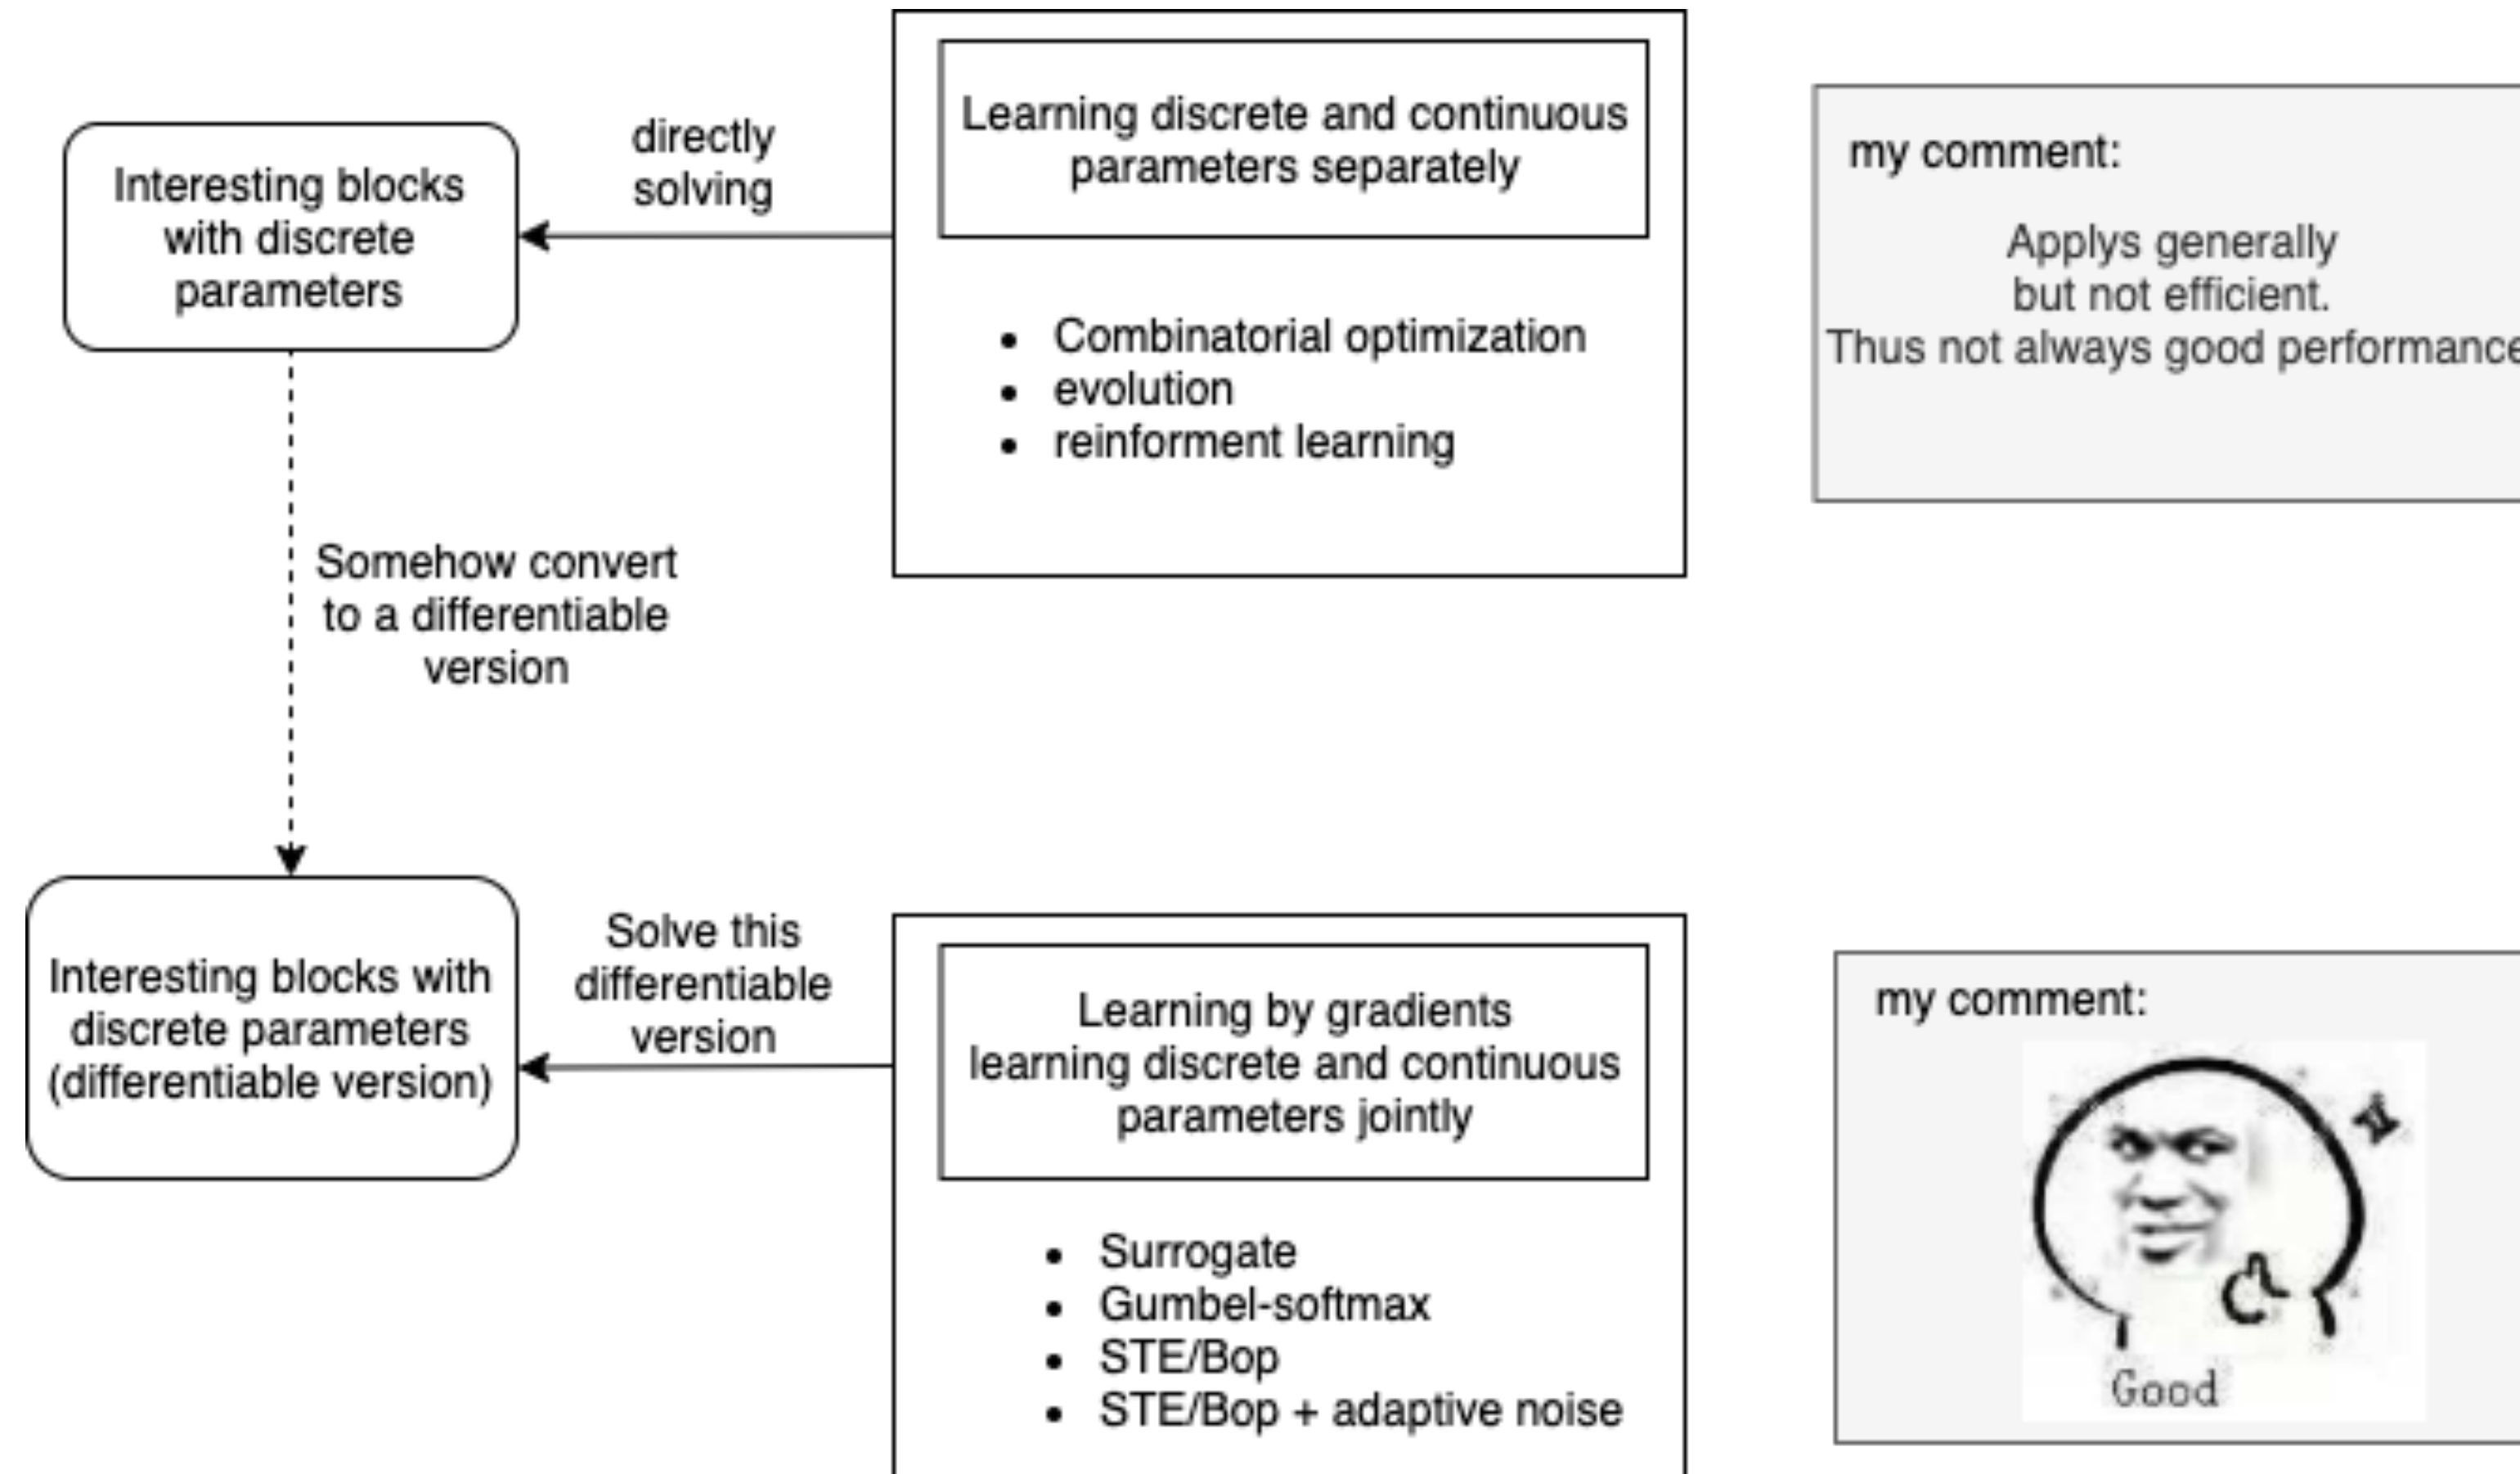 Interesting blocks
with discrete
parameters
directly
solving
Learning discrete and continuous
parameters separately
• Combinatorial optimization
• evolution
• reinforment learning
my comment:
Applys generally
but not efficient.
Thus not always good performance
Somehow convert
to a differentiable
version
Interesting blocks with
discrete parameters
(differentiable version)
Solve this
differentiable
version
Learning by gradients
learning discrete and continuous
parameters jointly
• Surrogate
• Gumbel-softmax
• STE/Bop
• STE/Bop + adaptive noise
my comment:
Good